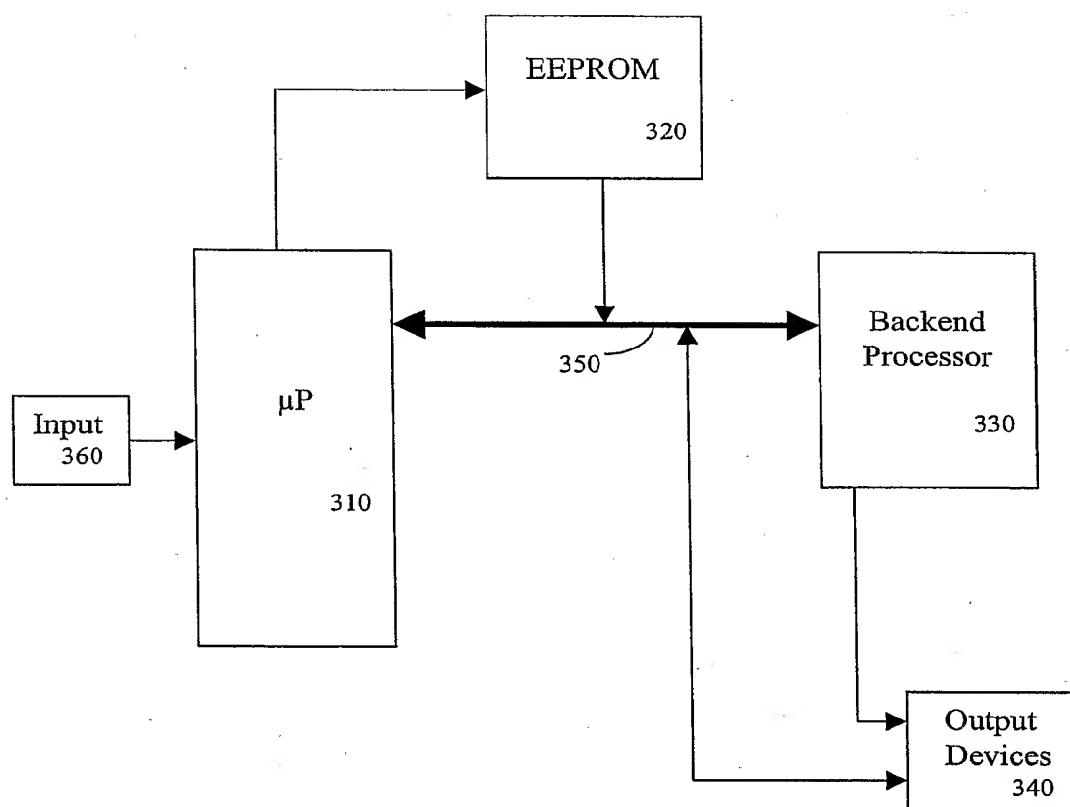 EEPROM
320
Backend
Processor
330
350
μP
310
Input
360
Output
Devices
340